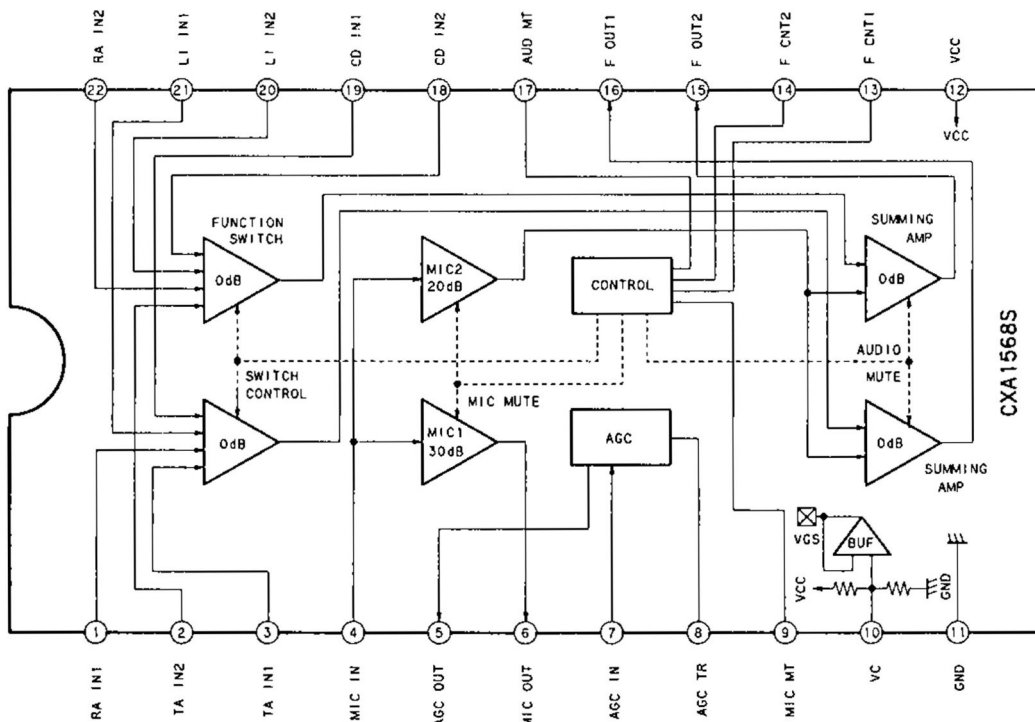 RA IN2
LI IN1
LI IN2
CD IN1
CD IN2
AUD MT
F OUT1
F OUT2
F CNT2
F CNT1
VCC
22
21
20
19
18
17
16
15
14
13
12
VCC
FUNCTION
SWITCH
0dB
MIC2
20dB
CONTROL
SUMMING
AMP
0dB
SWITCH
CONTROL
MIC MUTE
AUDIO
MUTE
0dB
MIC1
30dB
AGC
0dB
SUMMING
AMP
VGS
BUF
VCC
GND
CXA1568S
1
2
3
4
5
6
7
8
9
10
11
RA IN1
TA IN2
TA IN1
MIC IN
AGC OUT
MIC OUT
AGC IN
AGC TR
MIC MT
VC
GND